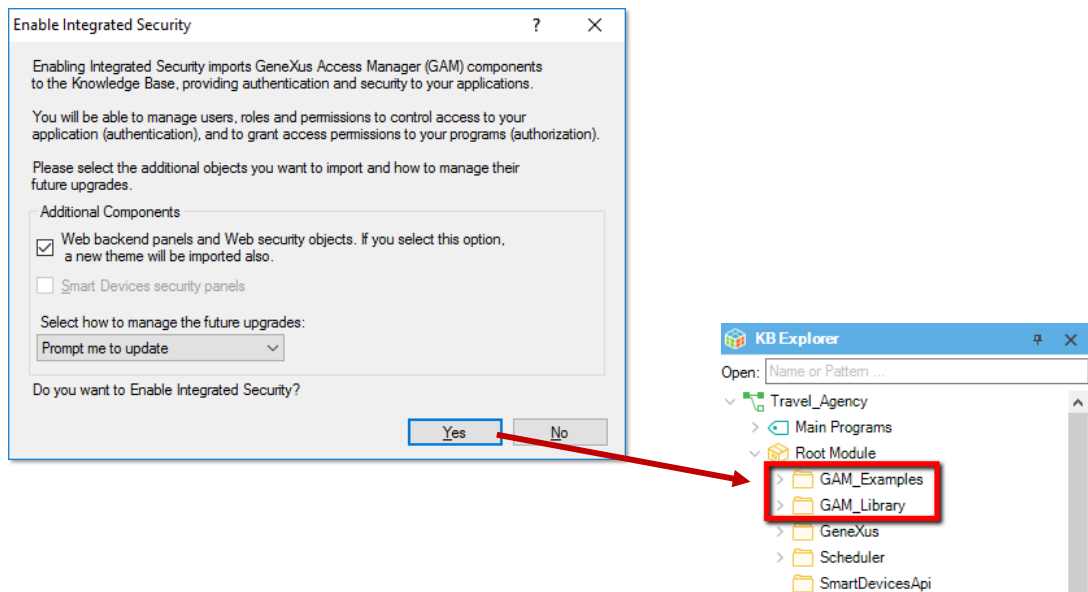 Enable Integrated Security
?
Enabling Integrated Security imports GeneXus Access Manager (GAM) components
to the Knowledge Base, providing authentication and security to your applications.
You will be able to manage users, roles and permissions to control access to your
application (authentication), and to grant access permissions to your programs (authorization).
Please select the additional objects you want to import and how to manage their
future upgrades.
Additional Components
Web backend panels and Web security objects. If you select this option,
a new theme will be imported also.
Smart Devices security panels
Select how to manage the future upgrades:
Prompt me to update
Do you want to Enable Integrated Security?
Yes
No
KB Explorer
Open: Name or Pattern ...
Travel_Agency
Main Programs
Root Module
GAM_Examples
GAM_Library
GeneXus
Scheduler
SmartDevicesApi